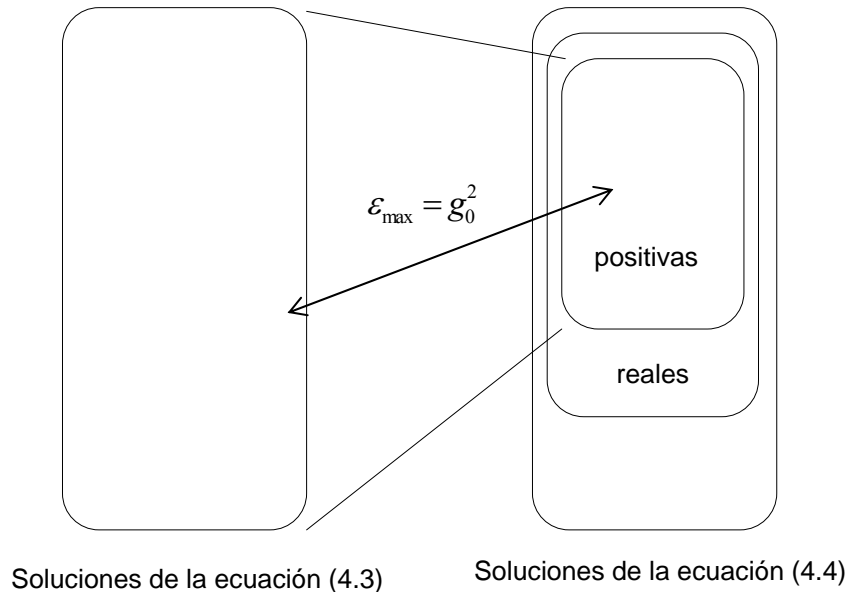 ε_max = g_0^2
positivas
reales
Soluciones de la ecuación (4.3)
Soluciones de la ecuación (4.4)